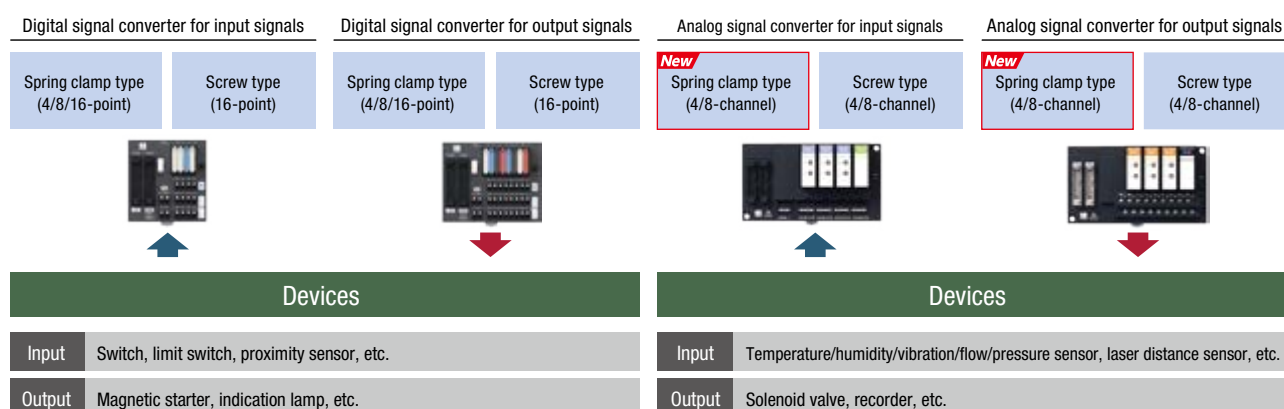 Digital signal converter for input signals
Digital signal converter for output signals
Analog signal converter for input signals
Analog signal converter for output signals
Spring clamp type
(4/8/16-point)
Screw type
(16-point)
Spring clamp type
(4/8/16-point)
Screw type
(16-point)
New
Spring clamp type
(4/8-channel)
Screw type
(4/8-channel)
New
Spring clamp type
(4/8-channel)
Screw type
(4/8-channel)
Devices
Input Switch, limit switch, proximity sensor, etc.
Output Magnetic starter, indication lamp, etc.
Devices
Input Temperature/humidity/vibration/flow/pressure sensor, laser distance sensor, etc.
Output Solenoid valve, recorder, etc.